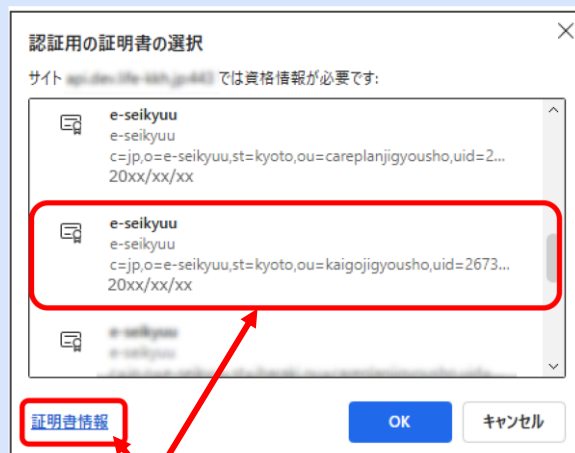 認証用の証明書の選択
サイト では資格情報が必要です:
e-seikyuu
e-seikyuu
c=jp,o=e-seikyuu,st=kyoto,ou=careplanjigyousho,uid=2...
20xx/xx/xx
e-seikyuu
e-seikyuu
c=jp,o=e-seikyuu,st=kyoto,ou=kaigojigyousho,uid=2673...
20xx/xx/xx
e-seikyuu
e-seikyuu
証明書情報
OK
キャンセル